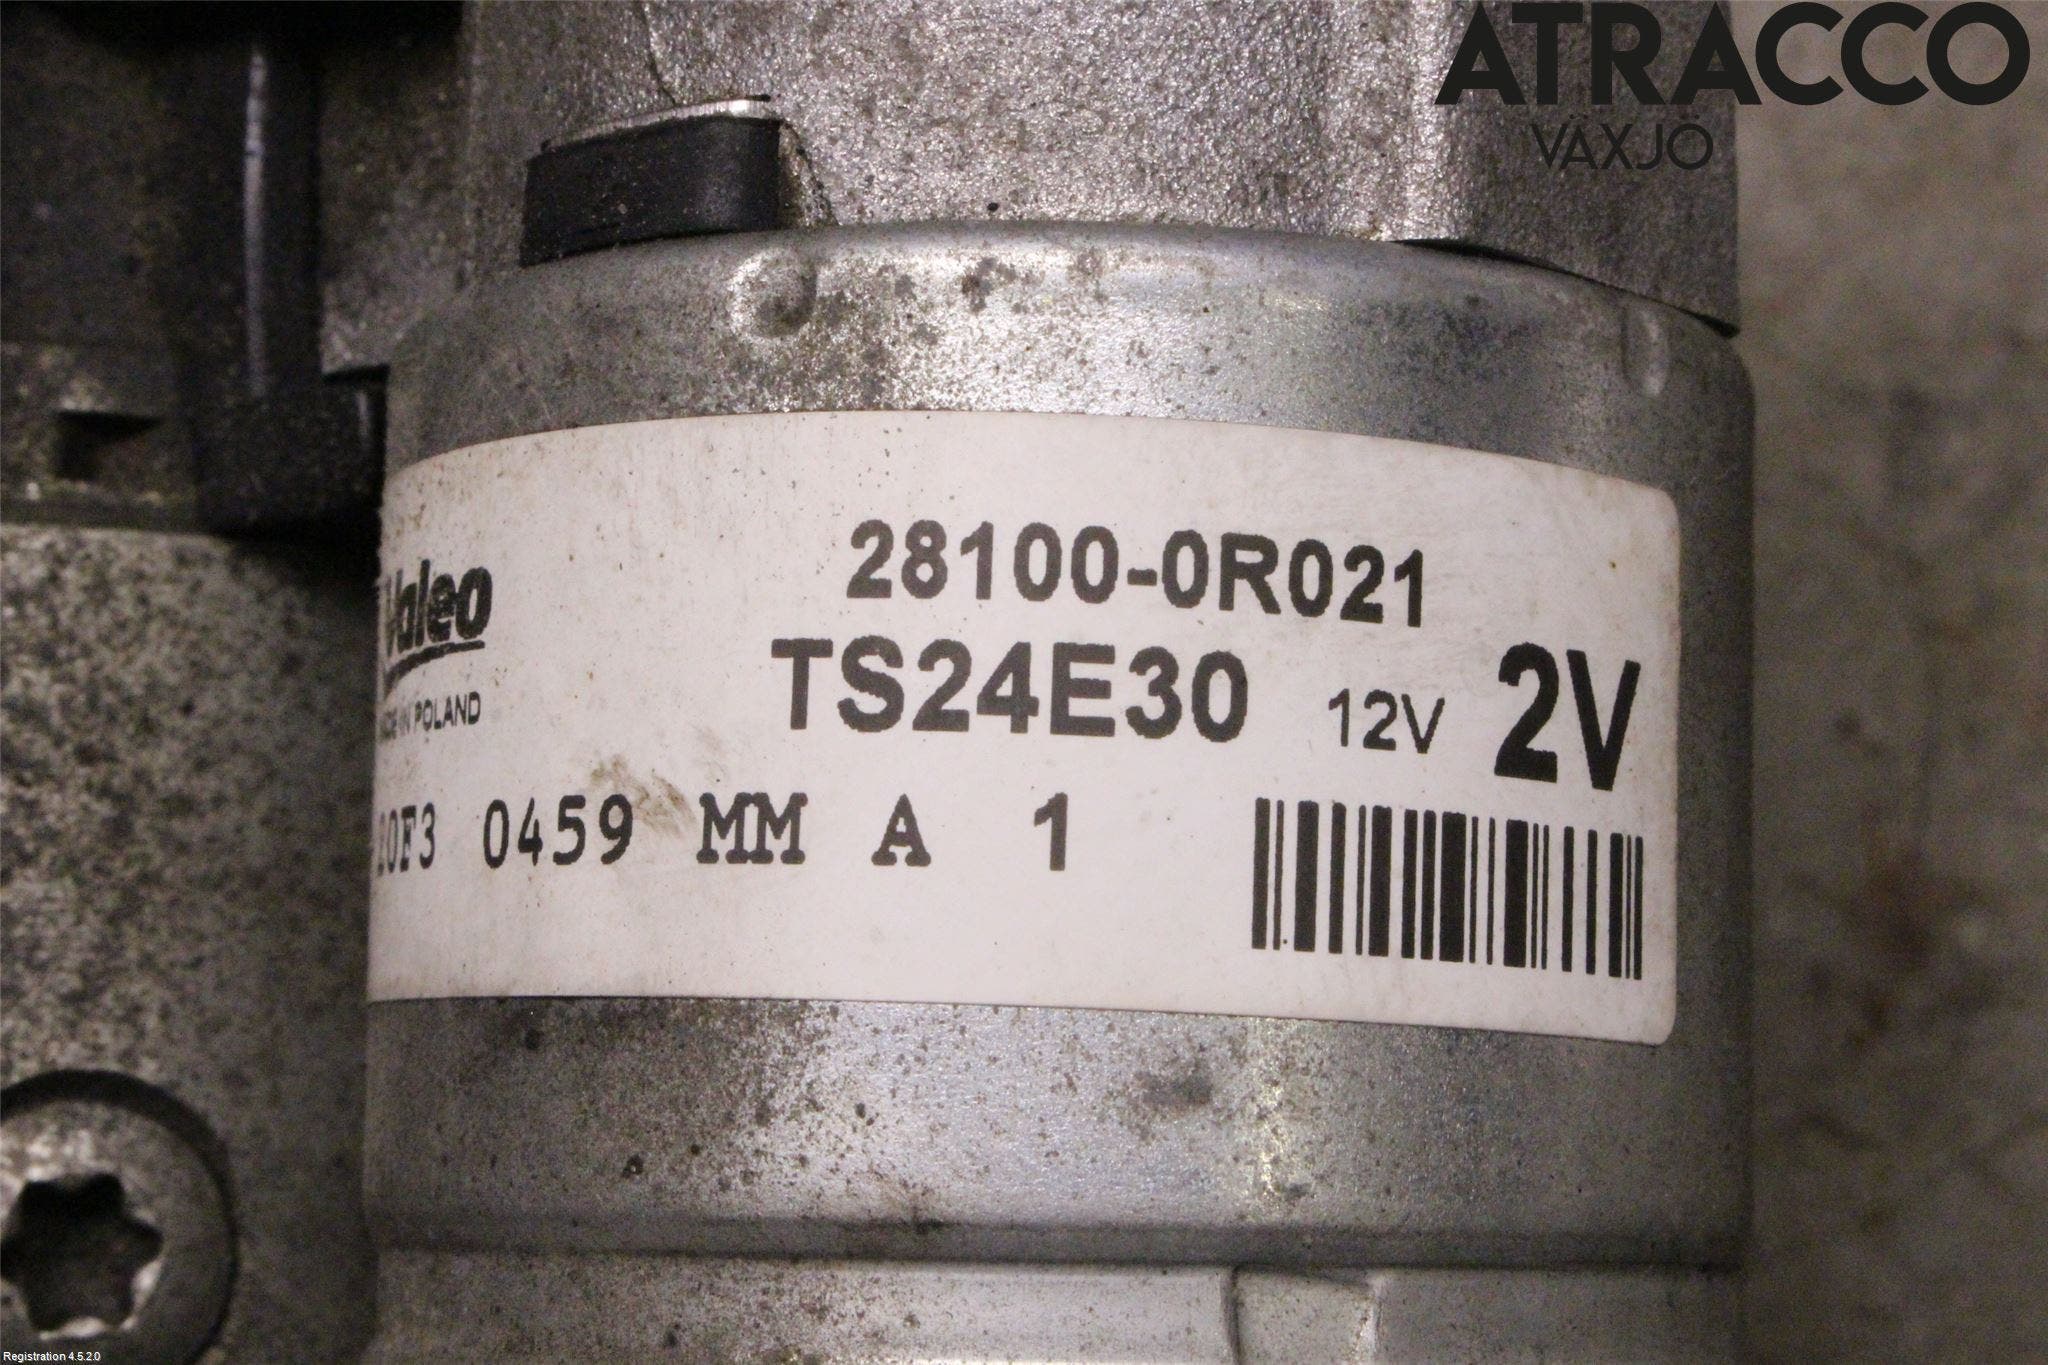 ATRACCO
VÄXJÖ
28100-0R021
Valeo
TS24E30 12V 2V
IN POLAND
0459 MM A 1
Registration 4.5.2.0